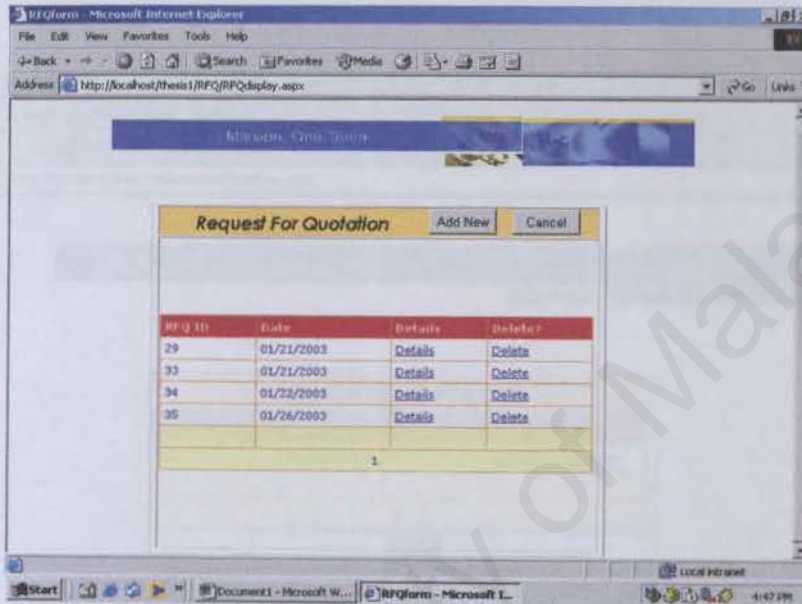 RFQform - Microsoft Internet Explorer
File Edit View Favorites Tools Help
Back Search Favorites Media
Address http://localhost/thesis1/RFQ/RFQdisplay.aspx Go Links
Request For Quotation Add New Cancel
RFQ ID Date Details Delete?
29 01/21/2003 Details Delete
33 01/21/2003 Details Delete
34 01/22/2003 Details Delete
35 01/26/2003 Details Delete
1
Local intranet
Start Document1 - Microsoft W... RFQform - Microsoft I... 4:47 PM